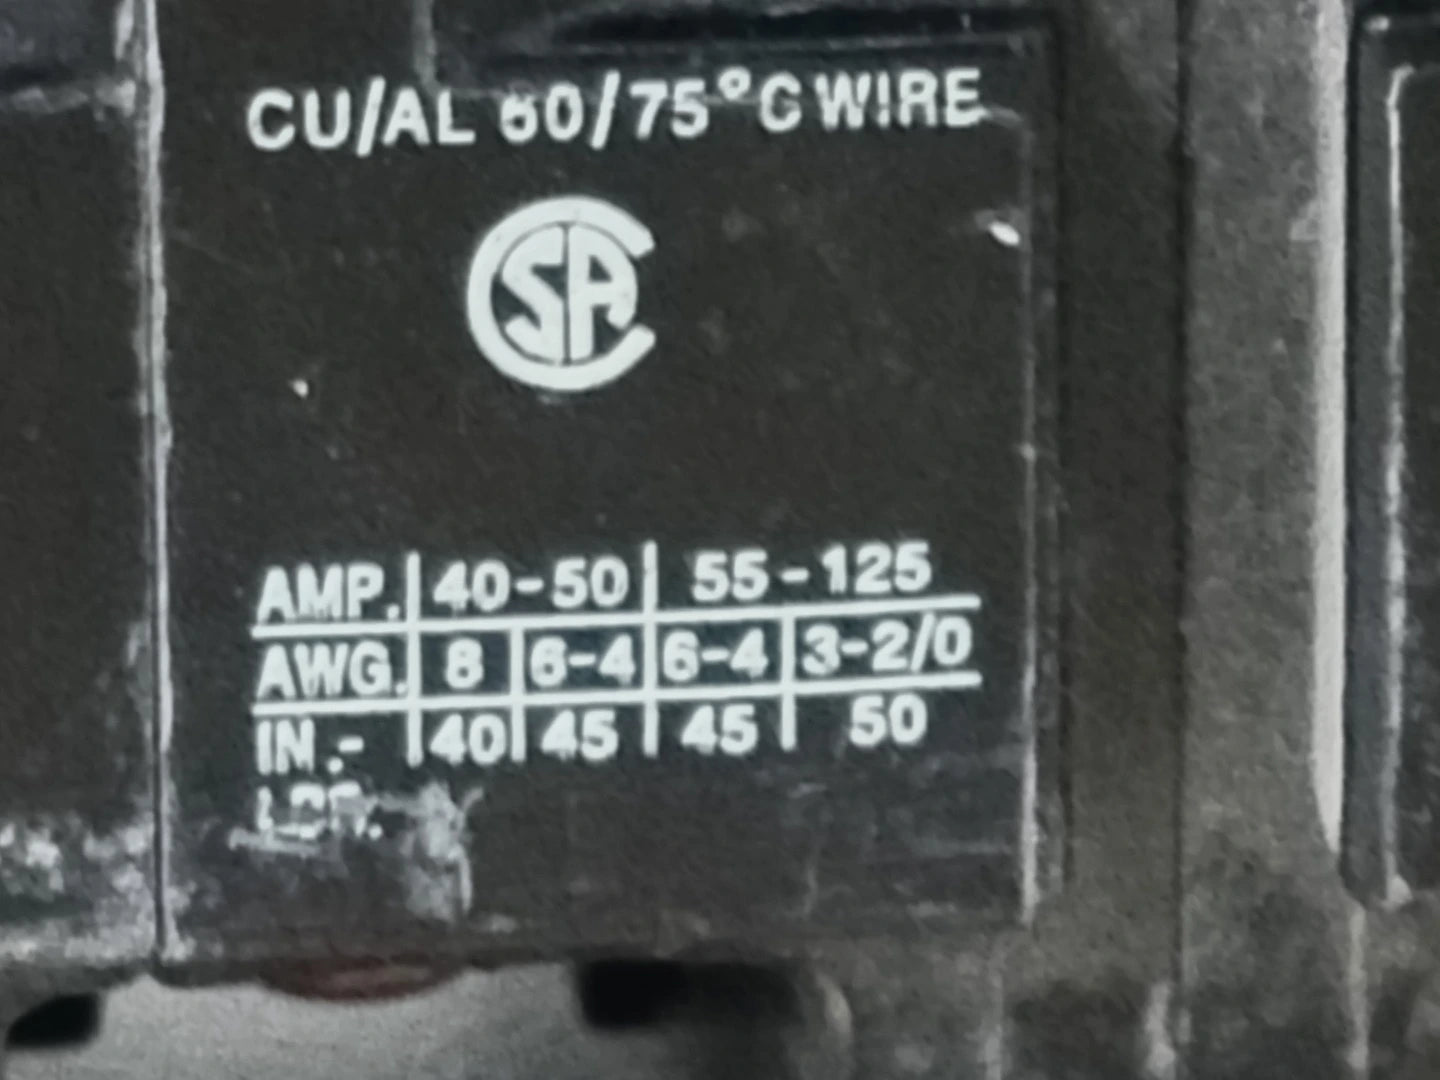 CU/AL 60/75°C WIRE
CSA
AMP. 40-50 55-125
AWG. 8 6-4 6-4 3-2/0
IN.- 40 45 45 50
LBR.